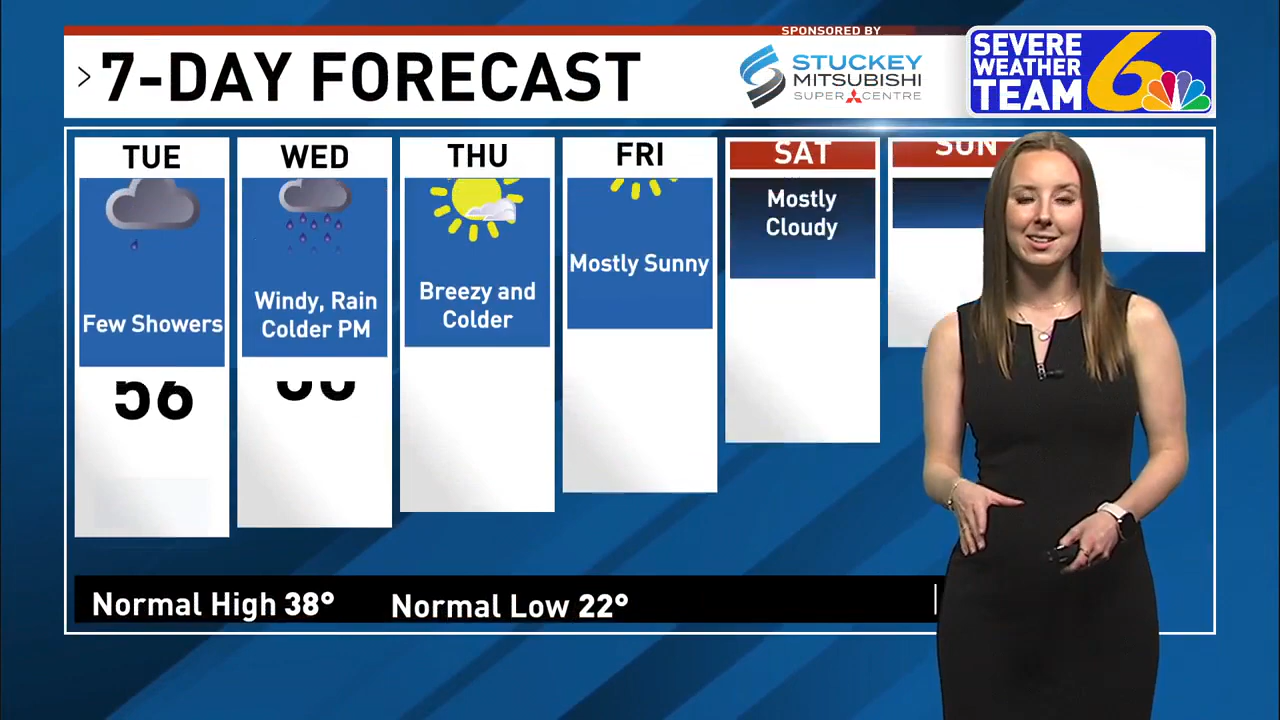 SPONSORED BY
7-DAY FORECAST
STUCKEY
MITSUBISHI
SUPER CENTRE
SEVERE
WEATHER
TEAM
6
TUE
WED
THU
FRI
SAT
SUN
Few Showers
Windy, Rain
Colder PM
Breezy and
Colder
Mostly Sunny
Mostly
Cloudy
56
Normal High 38°
Normal Low 22°